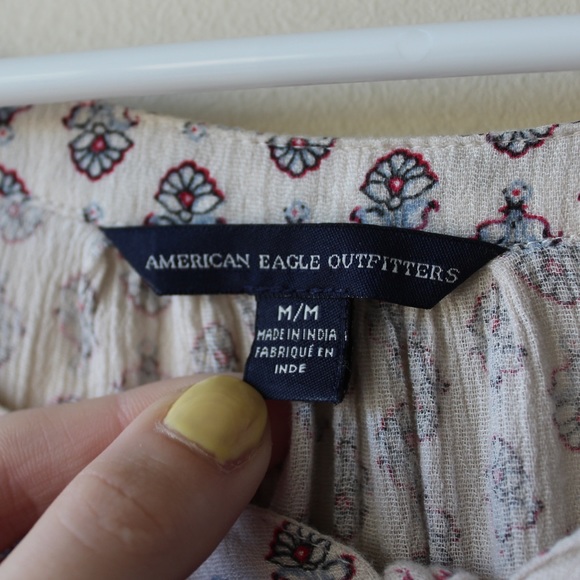 AMERICAN EAGLE OUTFITTERS
M/M
MADE IN INDIA
FABRIQUÉ EN
INDE